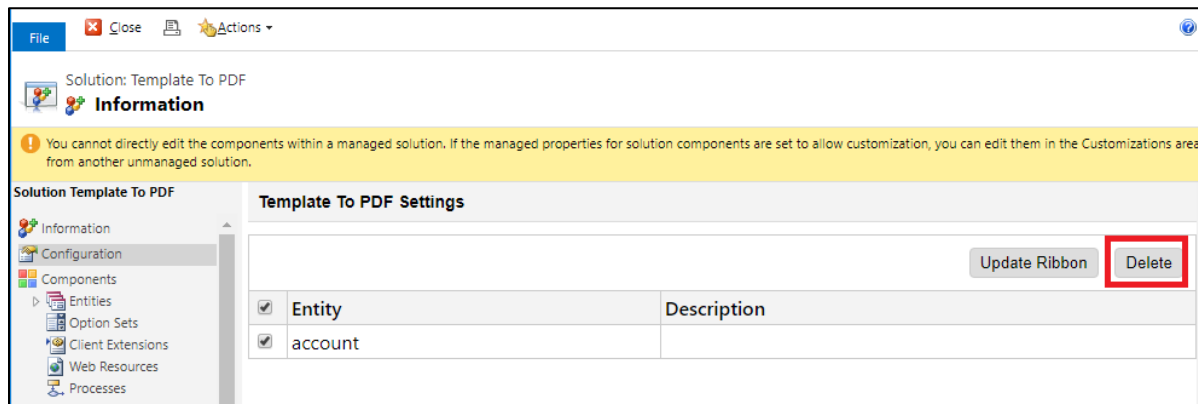 File
Close
Actions
Solution: Template To PDF
Information
You cannot directly edit the components within a managed solution. If the managed properties for solution components are set to allow customization, you can edit them in the Customizations area
from another unmanaged solution.
Solution Template To PDF
Information
Configuration
Components
Entities
Option Sets
Client Extensions
Web Resources
Processes
Template To PDF Settings
Update Ribbon Delete
Entity Description
account